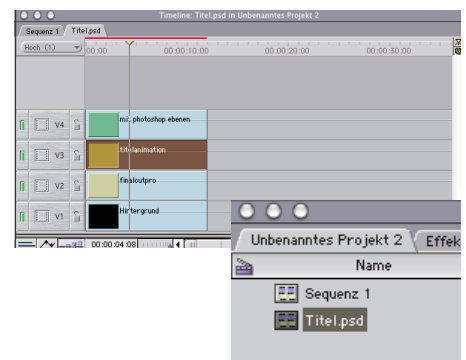 Timeline: Titel.psd in Unbenanntes Projekt 2
Sequenz 1 Titel.psd
Hoch (1) 00:00 00:00:10:00 00:00:20:00 00:00:30:00
V4 mit photoshop ebenen
V3 titelanimation
V2 finalcutpro
V1 Hintergrund
00:00:04:08
Unbenanntes Projekt 2 Effek
Name
Sequenz 1
Titel.psd